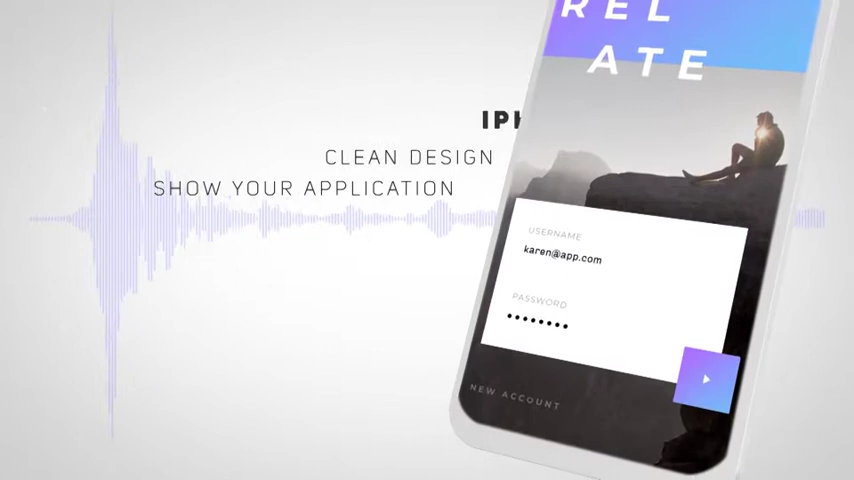 REL
ATE
IPH
CLEAN DESIGN
SHOW YOUR APPLICATION
USERNAME
karen@app.com
PASSWORD
••••••••
NEW ACCOUNT